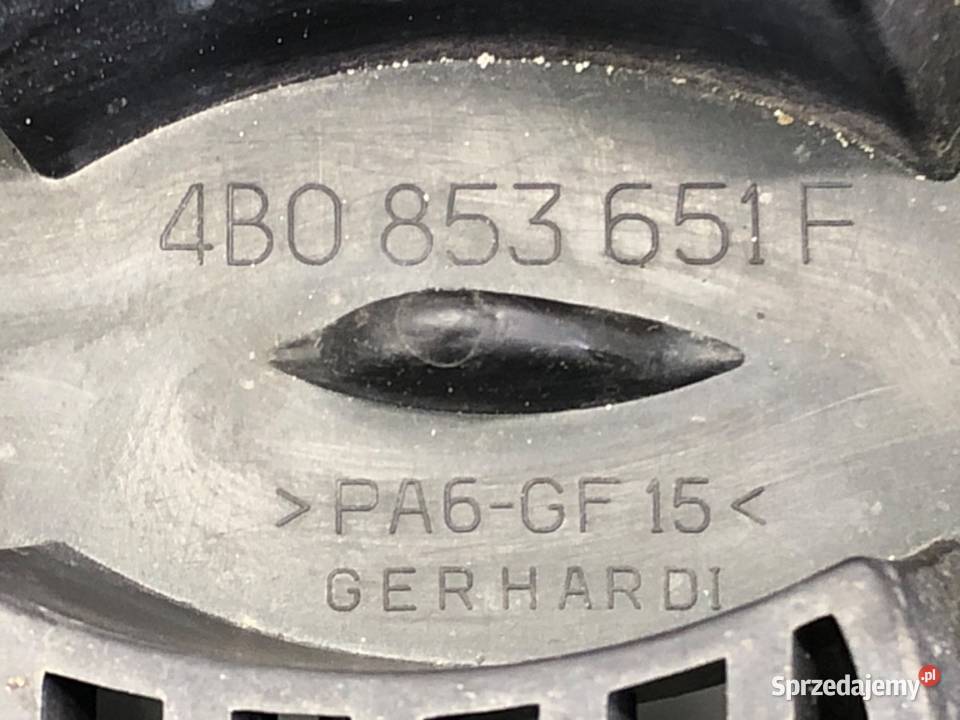 4B0 853 651 F
>PA6-GF 15<
GERHARDI
Sprzedajemy.pl